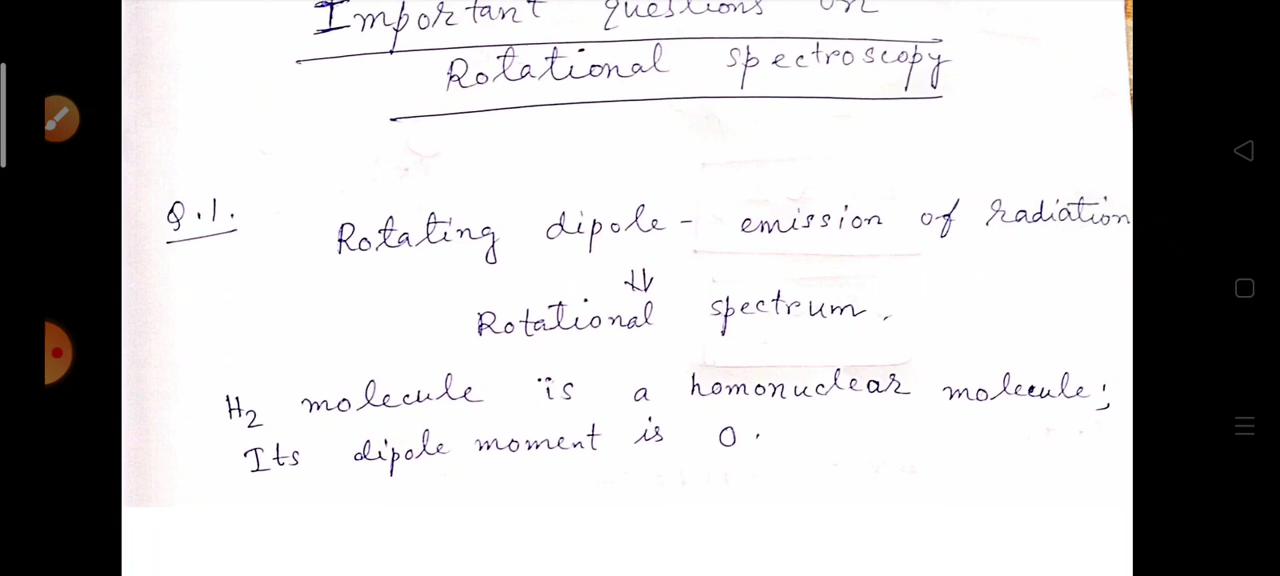 Important questions on
Rotational spectroscopy
Q.1. Rotating dipole - emission of radiation
⇓
Rotational spectrum.
H2 molecule is a homonuclear molecule;
Its dipole moment is 0.